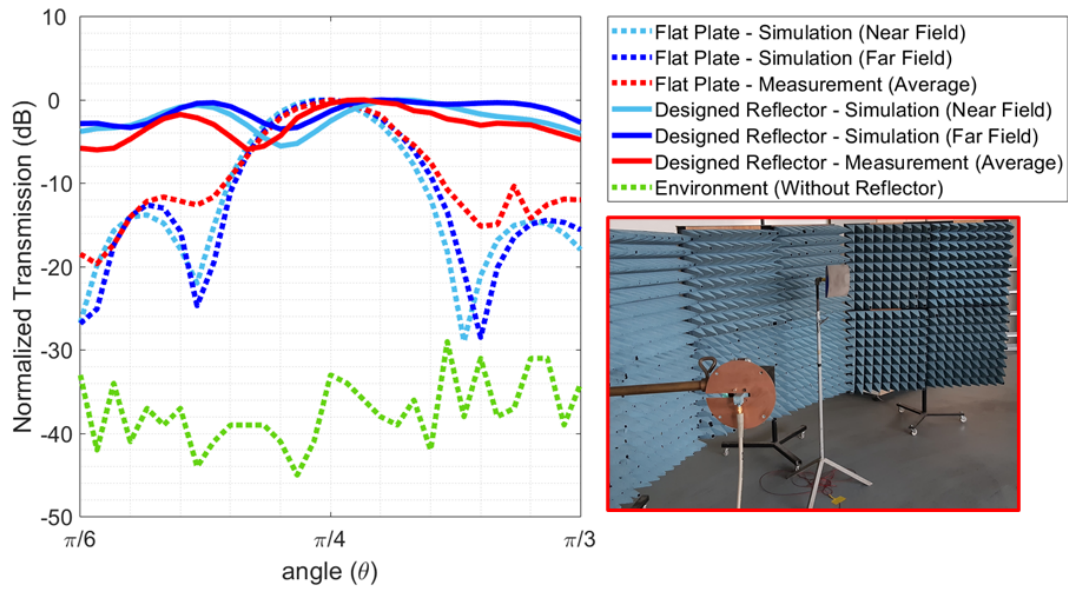 10
0
-10
-20
-30
-40
-50
Normalized Transmission (dB)
π/6
π/4
π/3
angle (θ)
Flat Plate - Simulation (Near Field)
Flat Plate - Simulation (Far Field)
Flat Plate - Measurement (Average)
Designed Reflector - Simulation (Near Field)
Designed Reflector - Simulation (Far Field)
Designed Reflector - Measurement (Average)
Environment (Without Reflector)